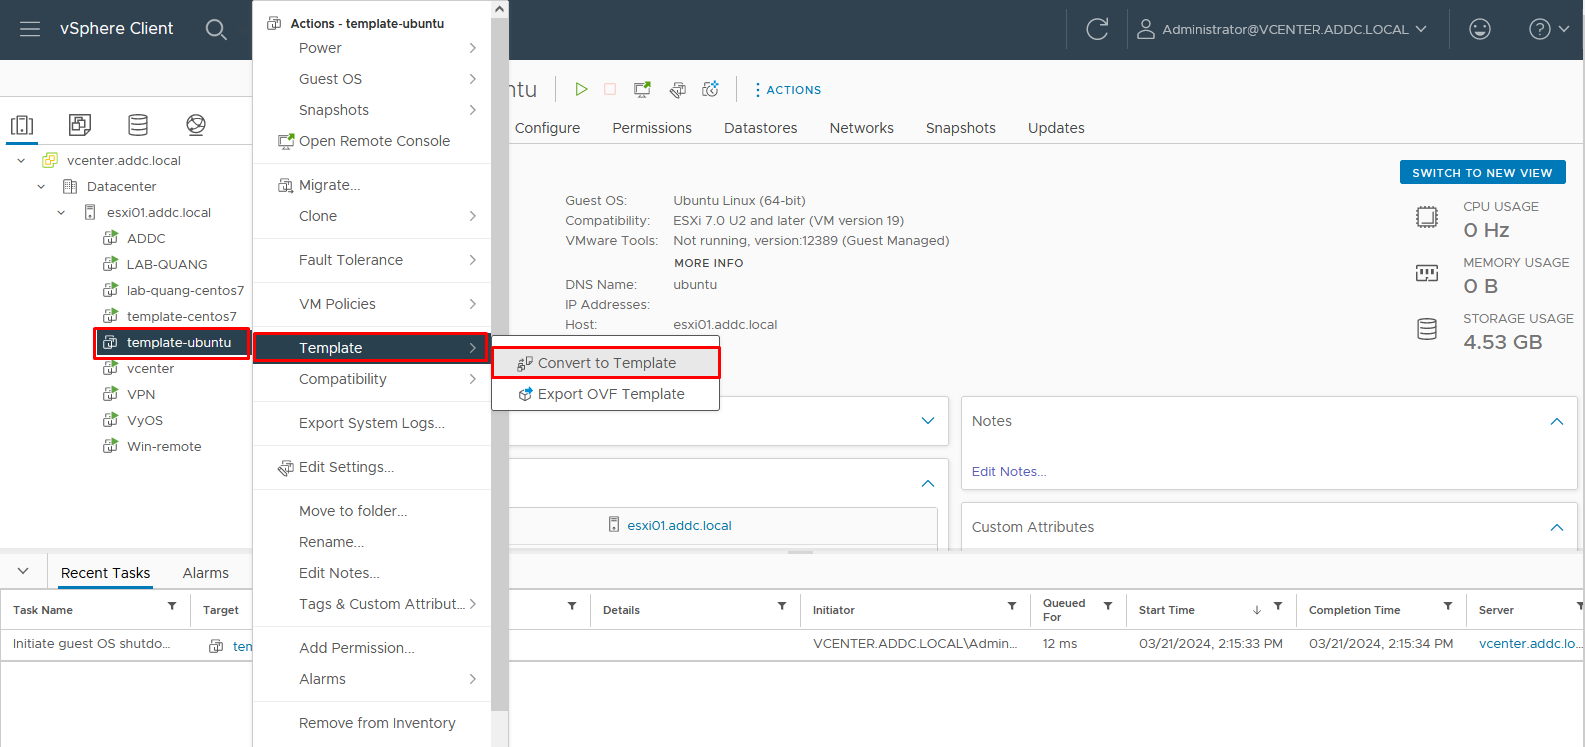 vSphere Client
Administrator@VCENTER.ADDC.LOCAL
vcenter.addc.local
Datacenter
esxi01.addc.local
ADDC
LAB-QUANG
lab-quang-centos7
template-centos7
template-ubuntu
vcenter
VPN
VyOS
Win-remote
Actions - template-ubuntu
Power
Guest OS
Snapshots
Open Remote Console
Migrate...
Clone
Fault Tolerance
VM Policies
Template
Compatibility
Export System Logs...
Edit Settings...
Move to folder...
Rename...
Edit Notes...
Tags & Custom Attribut...
Add Permission...
Alarms
Remove from Inventory
Convert to Template
Export OVF Template
ntu
ACTIONS
Configure Permissions Datastores Networks Snapshots Updates
SWITCH TO NEW VIEW
Guest OS: Ubuntu Linux (64-bit)
Compatibility: ESXi 7.0 U2 and later (VM version 19)
VMware Tools: Not running, version:12389 (Guest Managed)
MORE INFO
DNS Name: ubuntu
IP Addresses:
Host: esxi01.addc.local
CPU USAGE
0 Hz
MEMORY USAGE
0 B
STORAGE USAGE
4.53 GB
esxi01.addc.local
Notes
Edit Notes...
Custom Attributes
Recent Tasks Alarms
Task Name Target Details Initiator Queued For Start Time Completion Time Server
Initiate guest OS shutdo... tem VCENTER.ADDC.LOCAL\Admin... 12 ms 03/21/2024, 2:15:33 PM 03/21/2024, 2:15:34 PM vcenter.addc.lo...